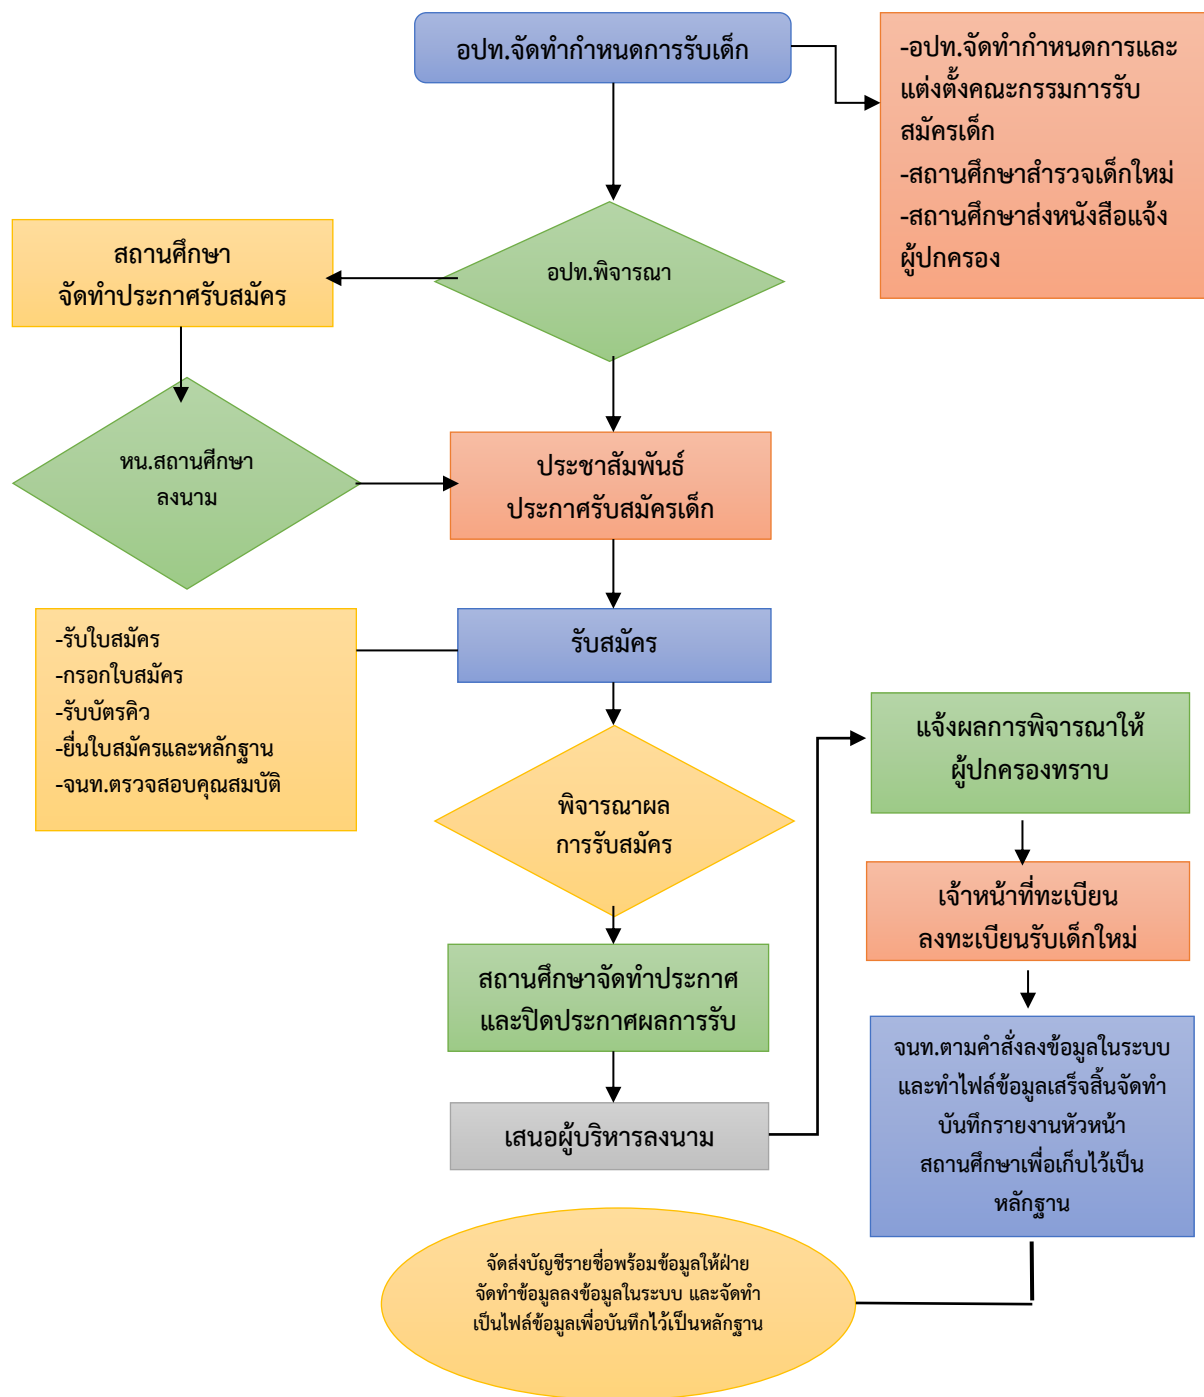 อปท.จัดทำกำหนดการรับเด็ก
-อปท.จัดทำกำหนดการและ
แต่งตั้งคณะกรรมการรับ
สมัครเด็ก
-สถานศึกษาสำรวจเด็กใหม่
-สถานศึกษาส่งหนังสือแจ้ง
ผู้ปกครอง
อปท.พิจารณา
สถานศึกษา
จัดทำประกาศรับสมัคร
หน.สถานศึกษา
ลงนาม
ประชาสัมพันธ์
ประกาศรับสมัครเด็ก
รับสมัคร
-รับใบสมัคร
-กรอกใบสมัคร
-รับบัตรคิว
-ยื่นใบสมัครและหลักฐาน
-จนท.ตรวจสอบคุณสมบัติ
พิจารณาผล
การรับสมัคร
สถานศึกษาจัดทำประกาศ
และปิดประกาศผลการรับ
เสนอผู้บริหารลงนาม
แจ้งผลการพิจารณาให้
ผู้ปกครองทราบ
เจ้าหน้าที่ทะเบียน
ลงทะเบียนรับเด็กใหม่
จนท.ตามคำสั่งลงข้อมูลในระบบ
และทำไฟล์ข้อมูลเสร็จสิ้นจัดทำ
บันทึกรายงานหัวหน้า
สถานศึกษาเพื่อเก็บไว้เป็น
หลักฐาน
จัดส่งบัญชีรายชื่อพร้อมข้อมูลให้ฝ่าย
จัดทำข้อมูลลงข้อมูลในระบบ และจัดทำ
เป็นไฟล์ข้อมูลเพื่อบันทึกไว้เป็นหลักฐาน